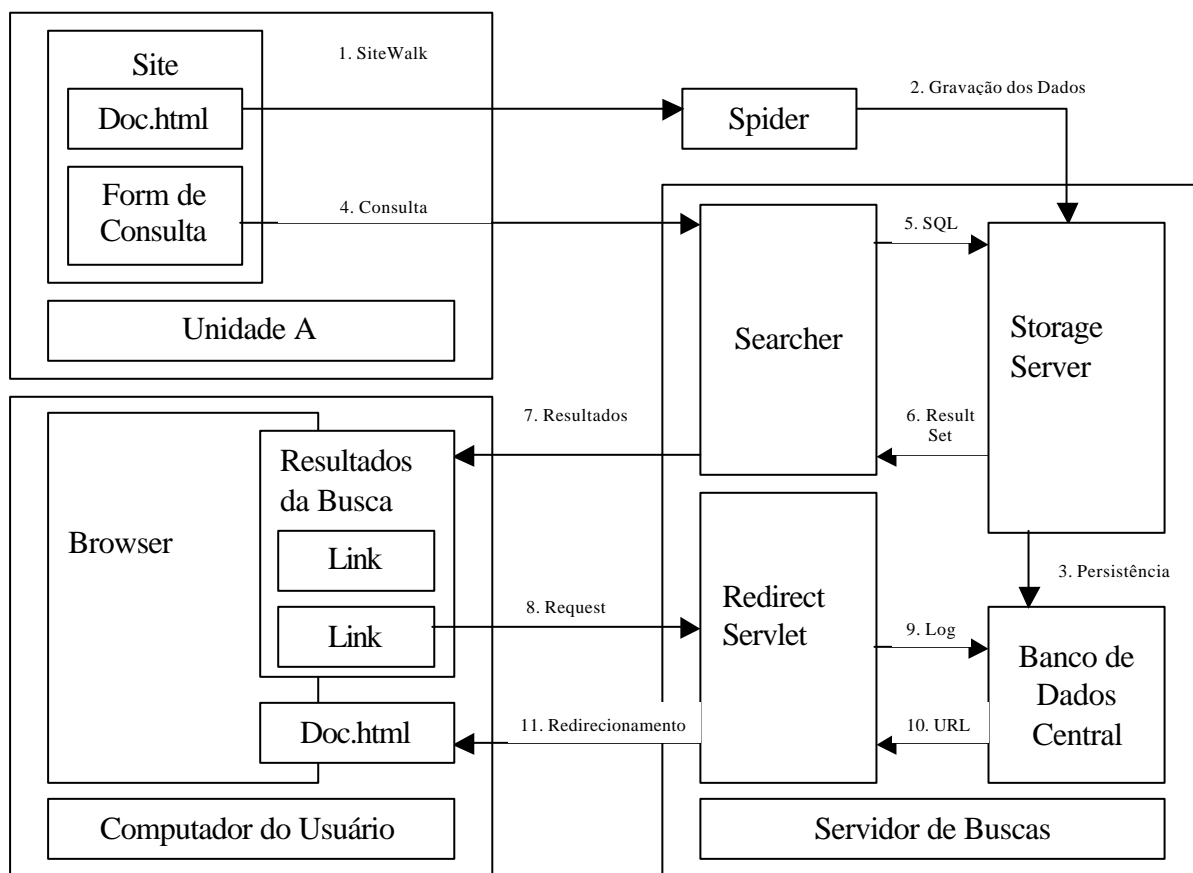 Site
1. SiteWalk
Doc.html
Spider
2. Gravação dos Dados
Form de
Consulta
4. Consulta
Unidade A
Searcher
5. SQL
Storage
Server
6. Result
Set
7. Resultados
3. Persistência
Browser
Resultados
da Busca
Link
Link
8. Request
Redirect
Servlet
9. Log
Banco de
Dados
Central
10. URL
11. Redirecionamento
Doc.html
Computador do Usuário
Servidor de Buscas